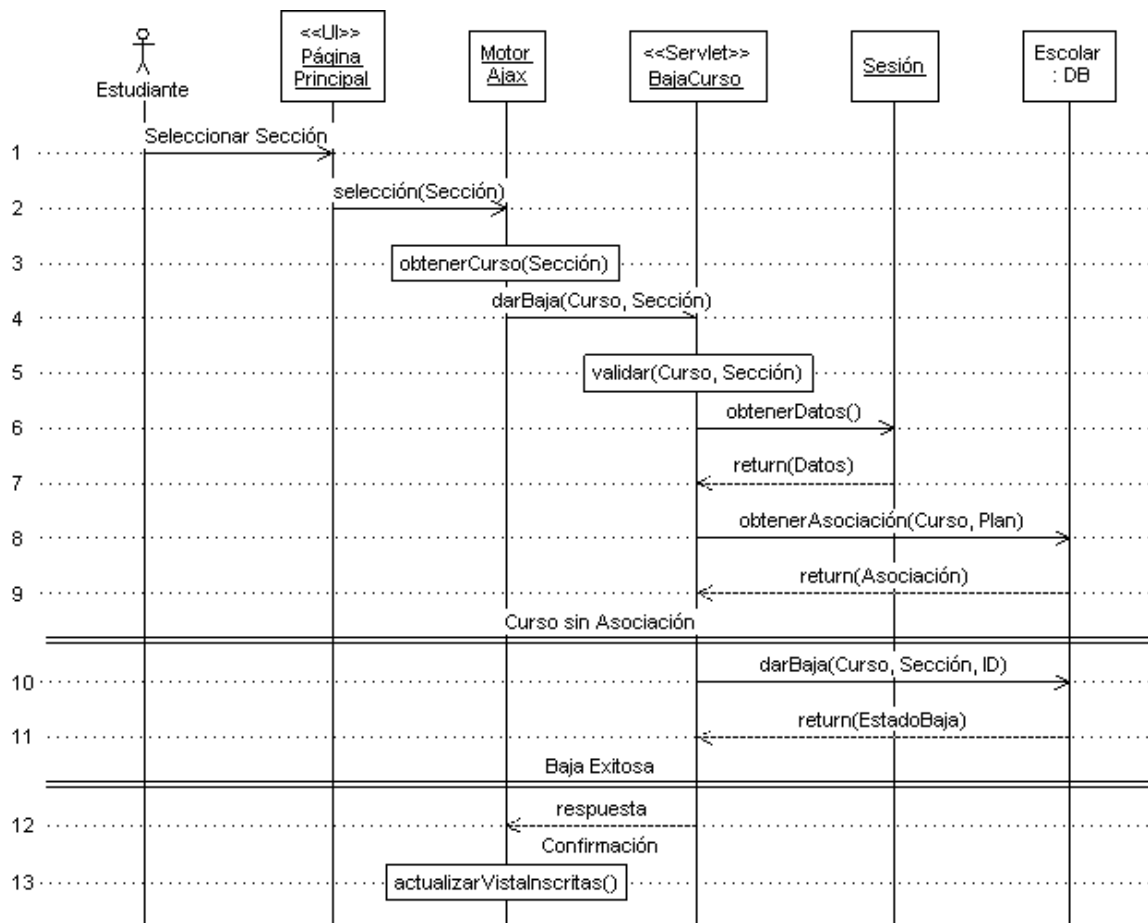 Estudiante
<<UI>>
Página
Principal
Motor
Ajax
<<Servlet>>
BajaCurso
Sesión
Escolar
: DB
Seleccionar Sección
1
selección(Sección)
2
3
obtenerCurso(Sección)
darBaja(Curso, Sección)
4
5
validar(Curso, Sección)
obtenerDatos()
6
return(Datos)
7
obtenerAsociación(Curso, Plan)
8
return(Asociación)
9
Curso sin Asociación
darBaja(Curso, Sección, ID)
10
return(EstadoBaja)
11
Baja Exitosa
respuesta
12
Confirmación
13
actualizarVistaInscritas()